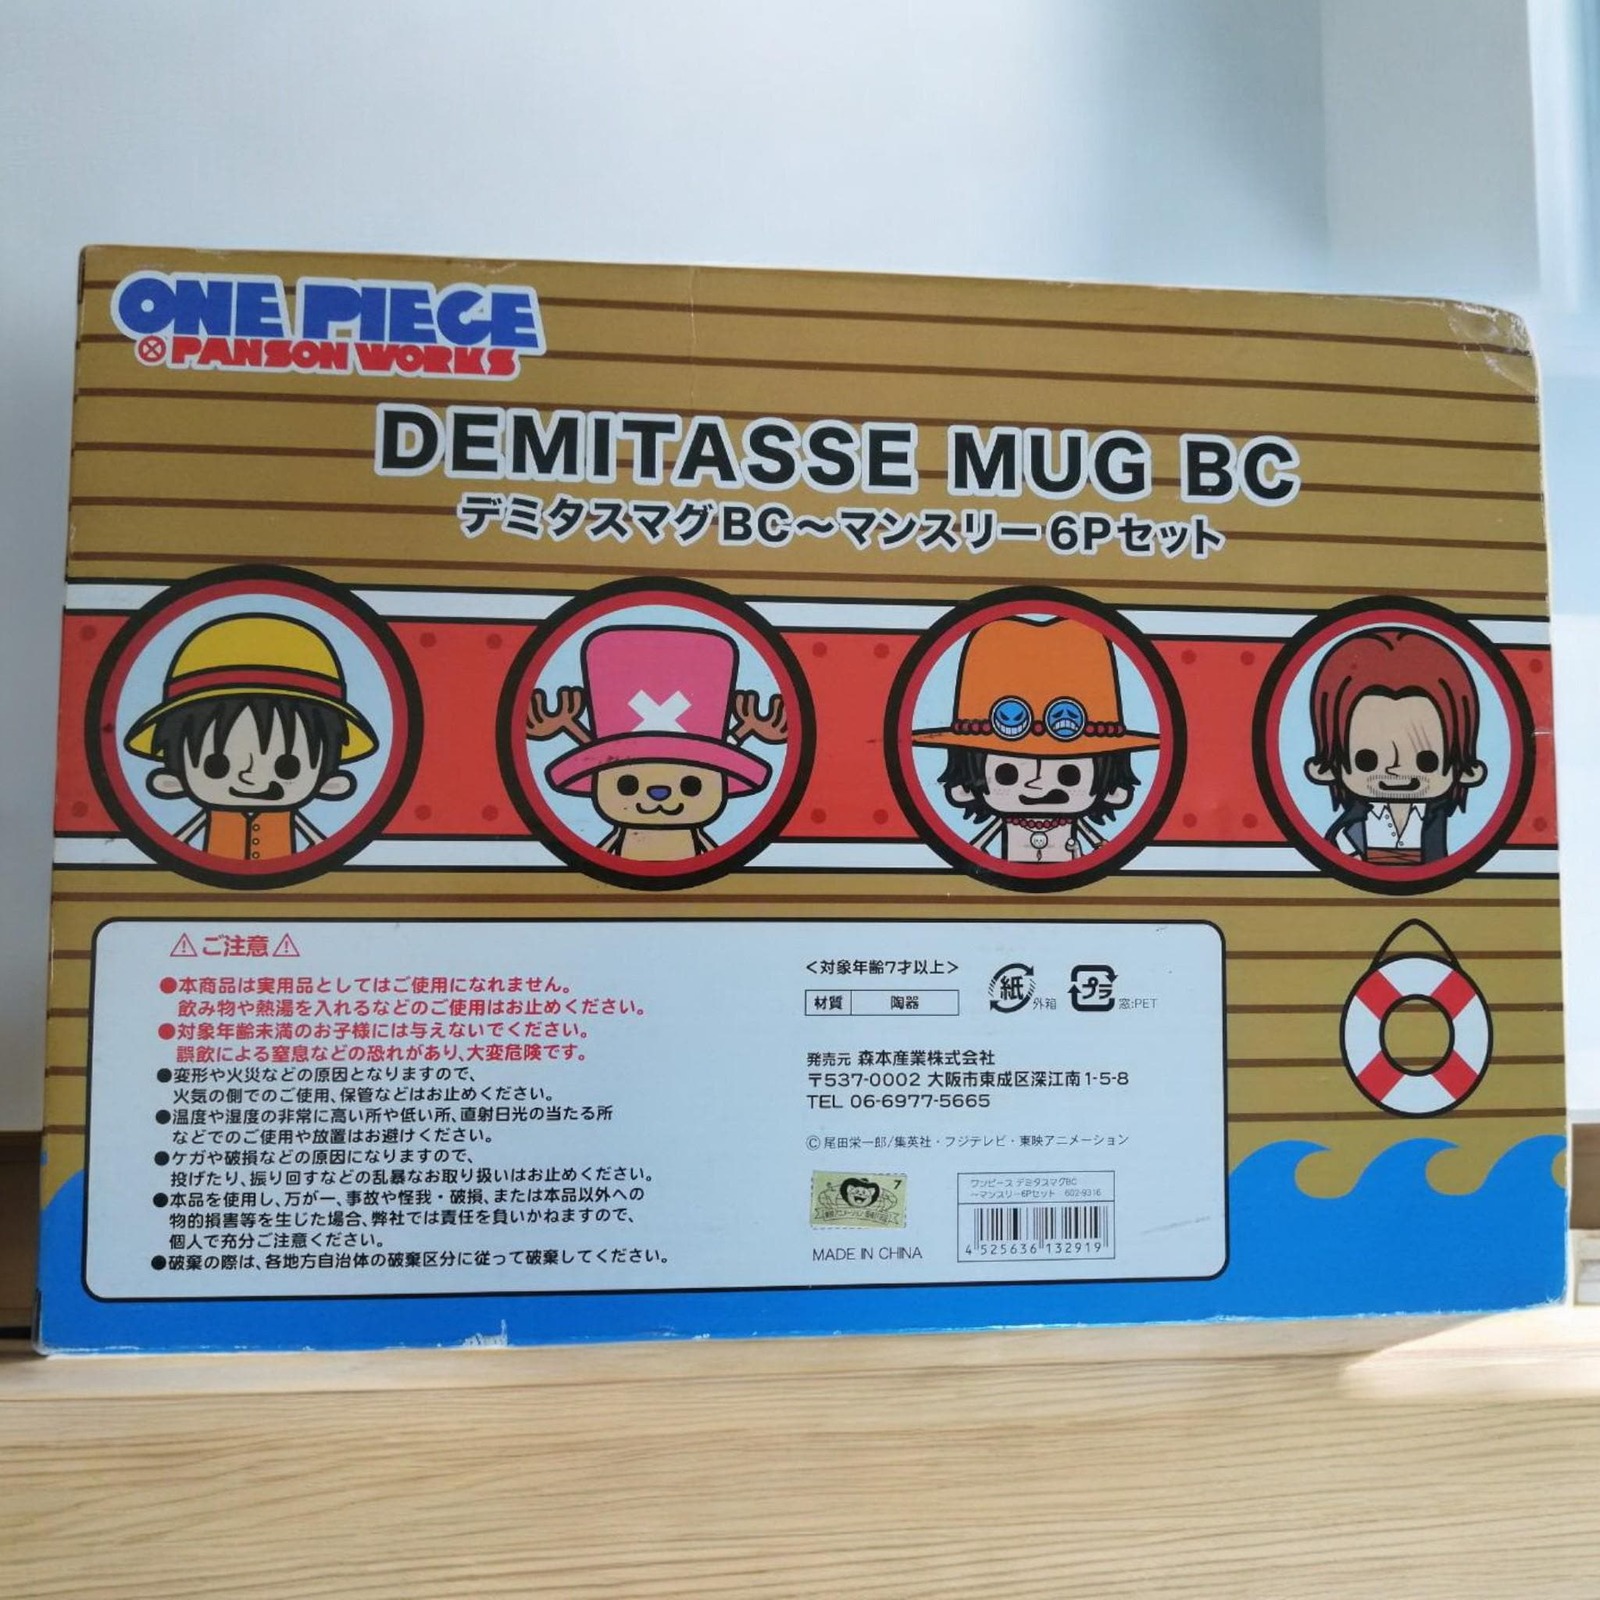 ONE PIECE
PANSON WORKS
DEMITASSE MUG BC
デミタスマグBC～マンスリー6Pセット
ご注意
●本商品は実用品としてはご使用になれません。
飲み物や熱湯を入れるなどのご使用はお止めください。
●対象年齢未満のお子様には与えないでください。
誤飲による窒息などの恐れがあり、大変危険です。
●変形や火災などの原因となりますので、
火気の側でのご使用、保管などはお止めください。
●温度や湿度の非常に高い所や低い所、直射日光の当たる所
などでのご使用や放置はお避けください。
●ケガや破損などの原因になりますので、
投げたり、振り回すなどの乱暴なお取り扱いはお止めください。
●本品を使用し、万が一、事故や怪我・破損、または本品以外への
物的損害等を生じた場合、弊社では責任を負いかねますので、
個人で充分ご注意ください。
●破棄の際は、各地方自治体の破棄区分に従って破棄してください。
＜対象年齢7才以上＞
材質 陶器
紙 外箱
プラ 窓:PET
発売元 森本産業株式会社
〒537-0002 大阪市東成区深江南1-5-8
TEL 06-6977-5665
©尾田栄一郎/集英社・フジテレビ・東映アニメーション
7
MADE IN CHINA
ワンピース デミタスマグBC
～マンスリー6Pセット 602-9316
4 525636 132919